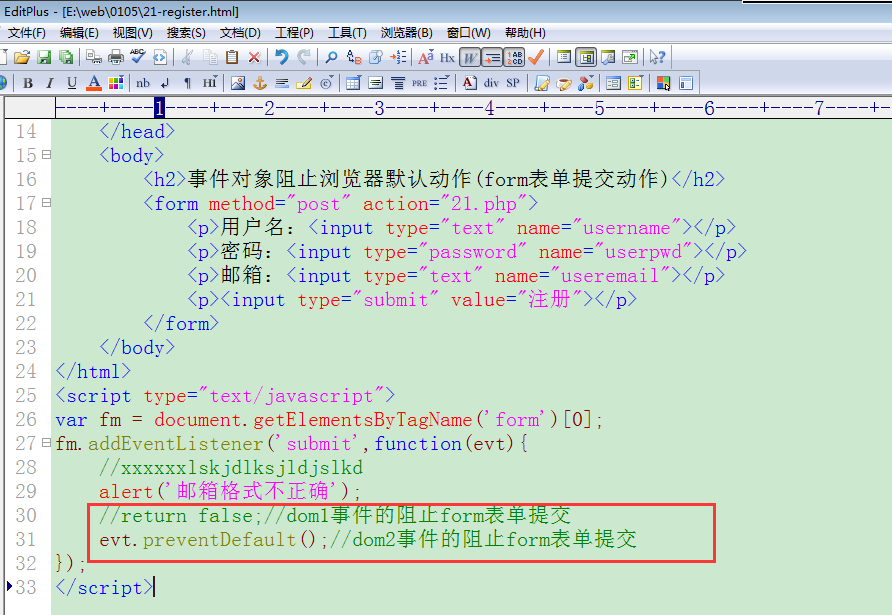 EditPlus - [E:\web\0105\21-register.html]
文件(F) 编辑(E) 视图(V) 搜索(S) 文档(D) 工程(P) 工具(T) 浏览器(B) 窗口(W) 帮助(H)
B I U A nb ¶ HI PRE A div SP
1 2 3 4 5 6 7
14 </head>
15 <body>
16 <h2>事件对象阻止浏览器默认动作(form表单提交动作)</h2>
17 <form method="post" action="21.php">
18 <p>用户名：<input type="text" name="username"></p>
19 <p>密码：<input type="password" name="userpwd"></p>
20 <p>邮箱：<input type="text" name="useremail"></p>
21 <p><input type="submit" value="注册"></p>
22 </form>
23 </body>
24 </html>
25 <script type="text/javascript">
26 var fm = document.getElementsByTagName('form')[0];
27 fm.addEventListener('submit',function(evt){
28 //xxxxxxlskjdlksjldjslkd
29 alert('邮箱格式不正确');
30 //return false;//dom1事件的阻止form表单提交
31 evt.preventDefault();//dom2事件的阻止form表单提交
32 });
33 </script>